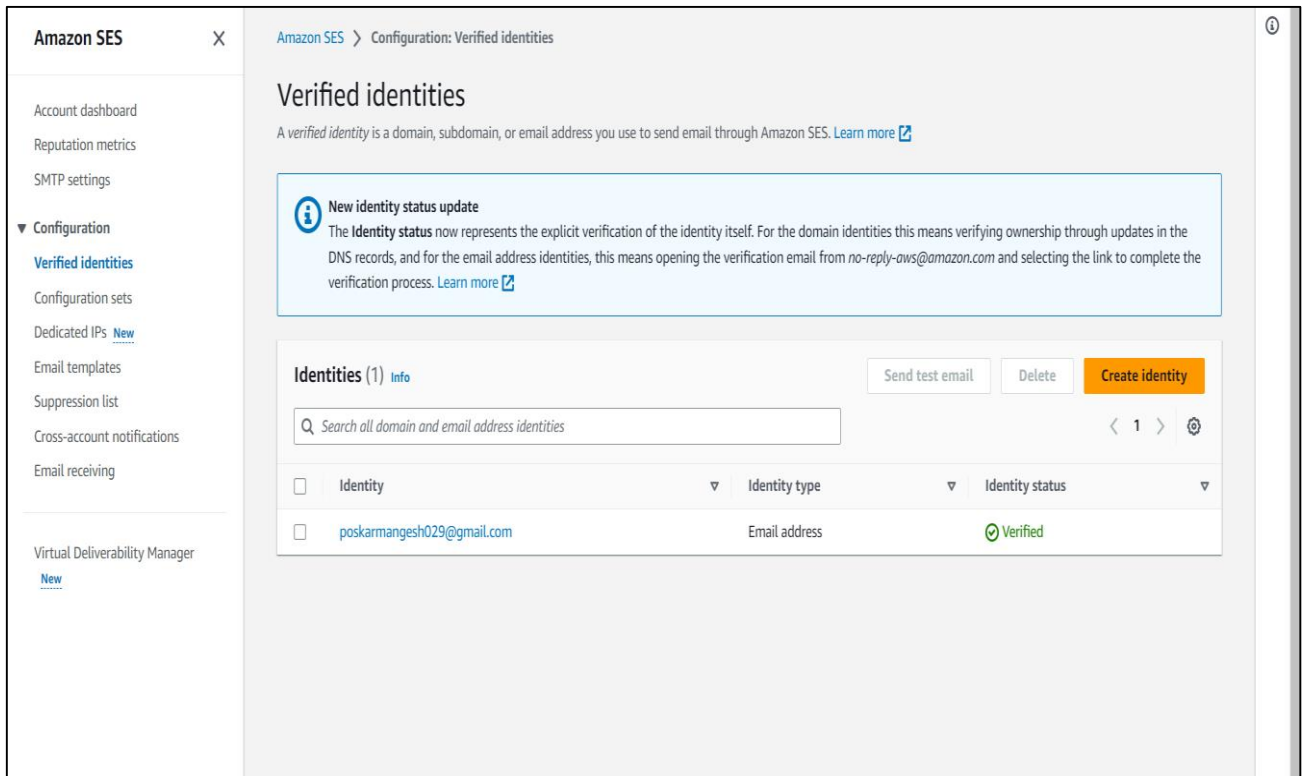 Amazon SES
Account dashboard
Reputation metrics
SMTP settings
Configuration
Verified identities
Configuration sets
Dedicated IPs New
Email templates
Suppression list
Cross-account notifications
Email receiving
Virtual Deliverability Manager
New
Amazon SES > Configuration: Verified identities
Verified identities
A verified identity is a domain, subdomain, or email address you use to send email through Amazon SES. Learn more
New identity status update
The Identity status now represents the explicit verification of the identity itself. For the domain identities this means verifying ownership through updates in the
DNS records, and for the email address identities, this means opening the verification email from no-reply-aws@amazon.com and selecting the link to complete the
verification process. Learn more
Identities (1) Info
Send test email
Delete
Create identity
Search all domain and email address identities
< 1 >
Identity
Identity type
Identity status
poskarmangesh029@gmail.com
Email address
Verified